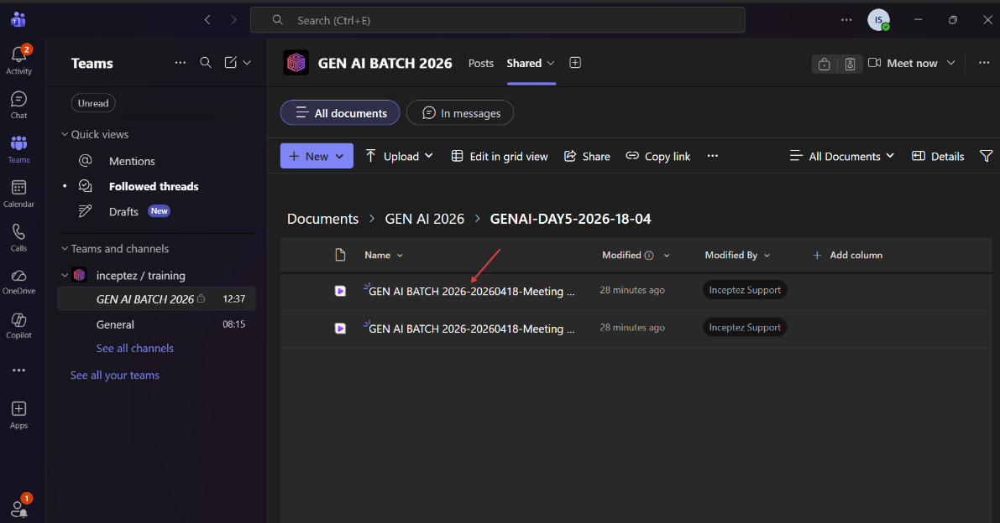 Search (Ctrl+E)
IS
2
Activity
Chat
Teams
Calendar
Calls
OneDrive
Copilot
Apps
1
Teams
Unread
Quick views
Mentions
Followed threads
Drafts New
Teams and channels
inceptez / training
GEN AI BATCH 2026 12:37
General 08:15
See all channels
See all your teams
GEN AI BATCH 2026 Posts Shared Meet now
All documents In messages
New Upload Edit in grid view Share Copy link All Documents Details
Documents > GEN AI 2026 > GENAI-DAY5-2026-18-04
Name Modified Modified By Add column
GEN AI BATCH 2026-20260418-Meeting ... 28 minutes ago Inceptez Support
GEN AI BATCH 2026-20260418-Meeting ... 28 minutes ago Inceptez Support